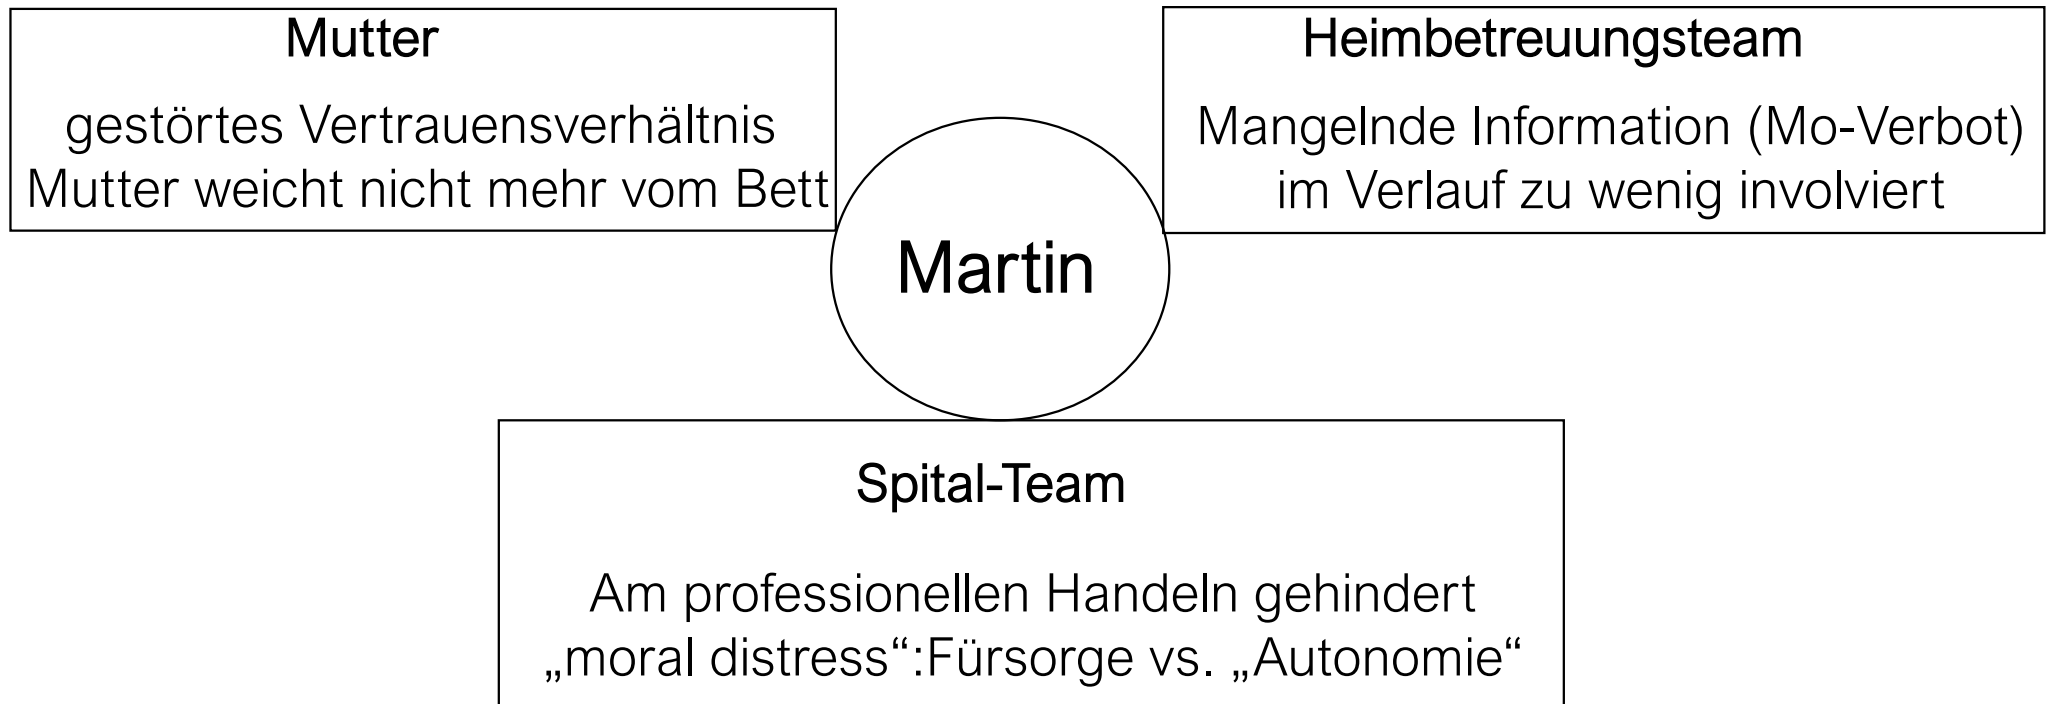 Mutter
gestörtes Vertrauensverhältnis
Mutter weicht nicht mehr vom Bett
Heimbetreuungsteam
Mangelnde Information (Mo-Verbot)
im Verlauf zu wenig involviert
Martin
Spital-Team
Am professionellen Handeln gehindert
„moral distress“:Fürsorge vs. „Autonomie“